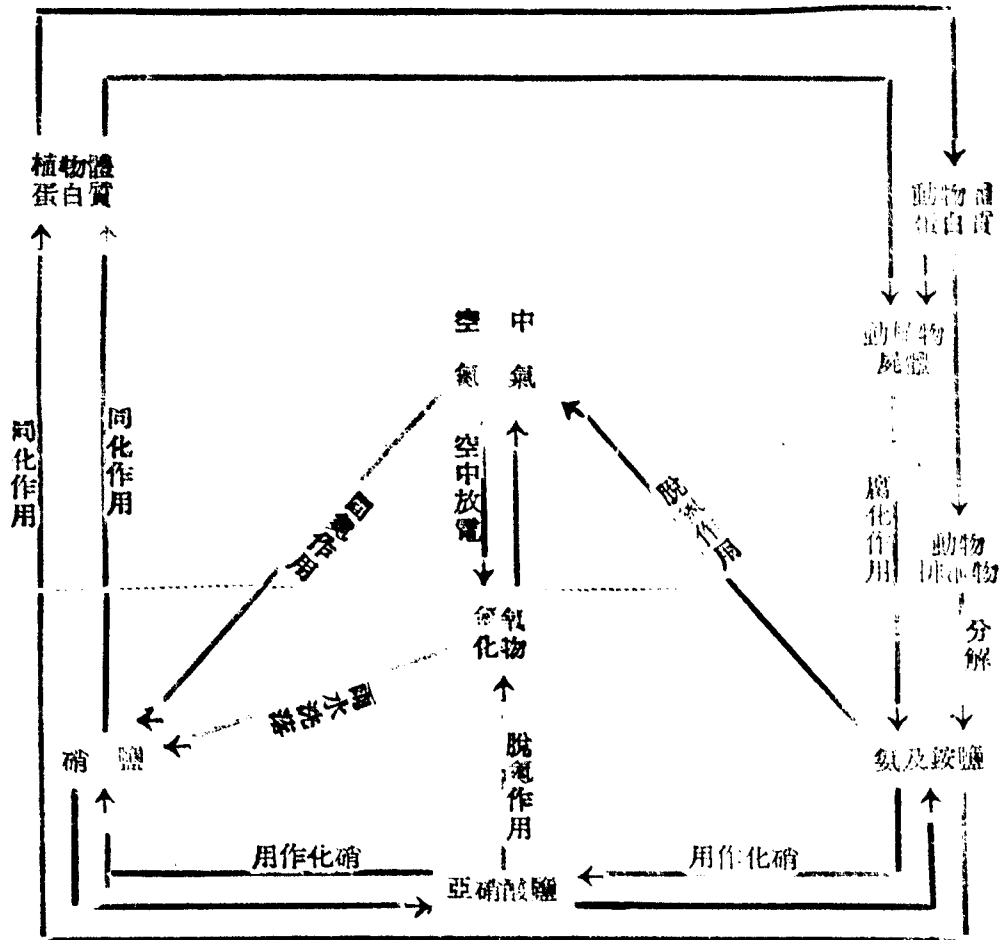 植物體
蛋白質
動物體
蛋白質
空中
氮氣
動植物
屍體
同化作用
同化作用
空中放電
固氮作用
脫氮作用
腐化作用
動物
排泄物
分解
氮氧
化物
雨水洗落
硝鹽
脫氮作用
氨及銨鹽
用作化硝
用作化硝
亞硝酸鹽